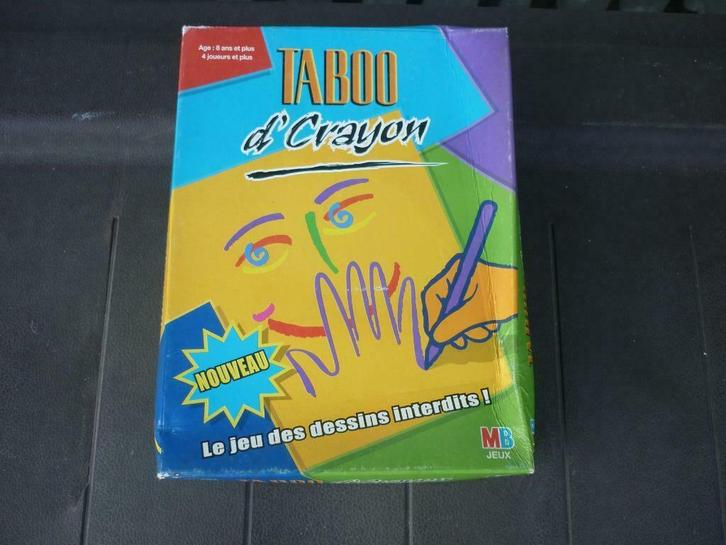 Age : 8 ans et plus
4 joueurs et plus
TABOO
d'Crayon
NOUVEAU
Le jeu des dessins interdits !
MB
JEUX